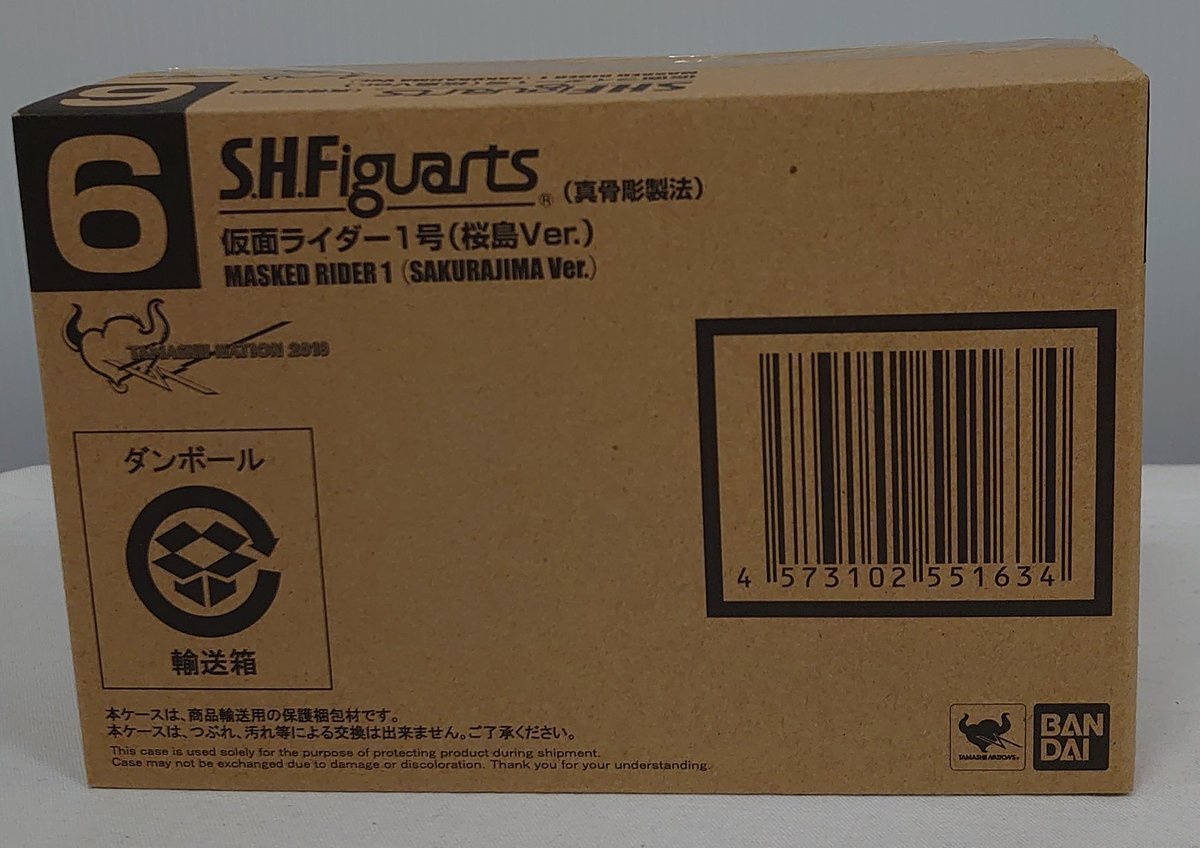 6
S.H.Figuarts® (真骨彫製法)
仮面ライダー1号(桜島Ver.)
MASKED RIDER 1 (SAKURAJIMA Ver.)
TAMASHII NATION 2018
ダンボール
輸送箱
4 573102 551634
本ケースは、商品輸送用の保護梱包材です。
本ケースは、つぶれ、汚れ等による交換は出来ません。ご了承ください。
This case is used solely for the purpose of protecting product during shipment.
Case may not be exchanged due to damage or discoloration. Thank you for your understanding.
TAMASHII NATIONS
BAN
DAI